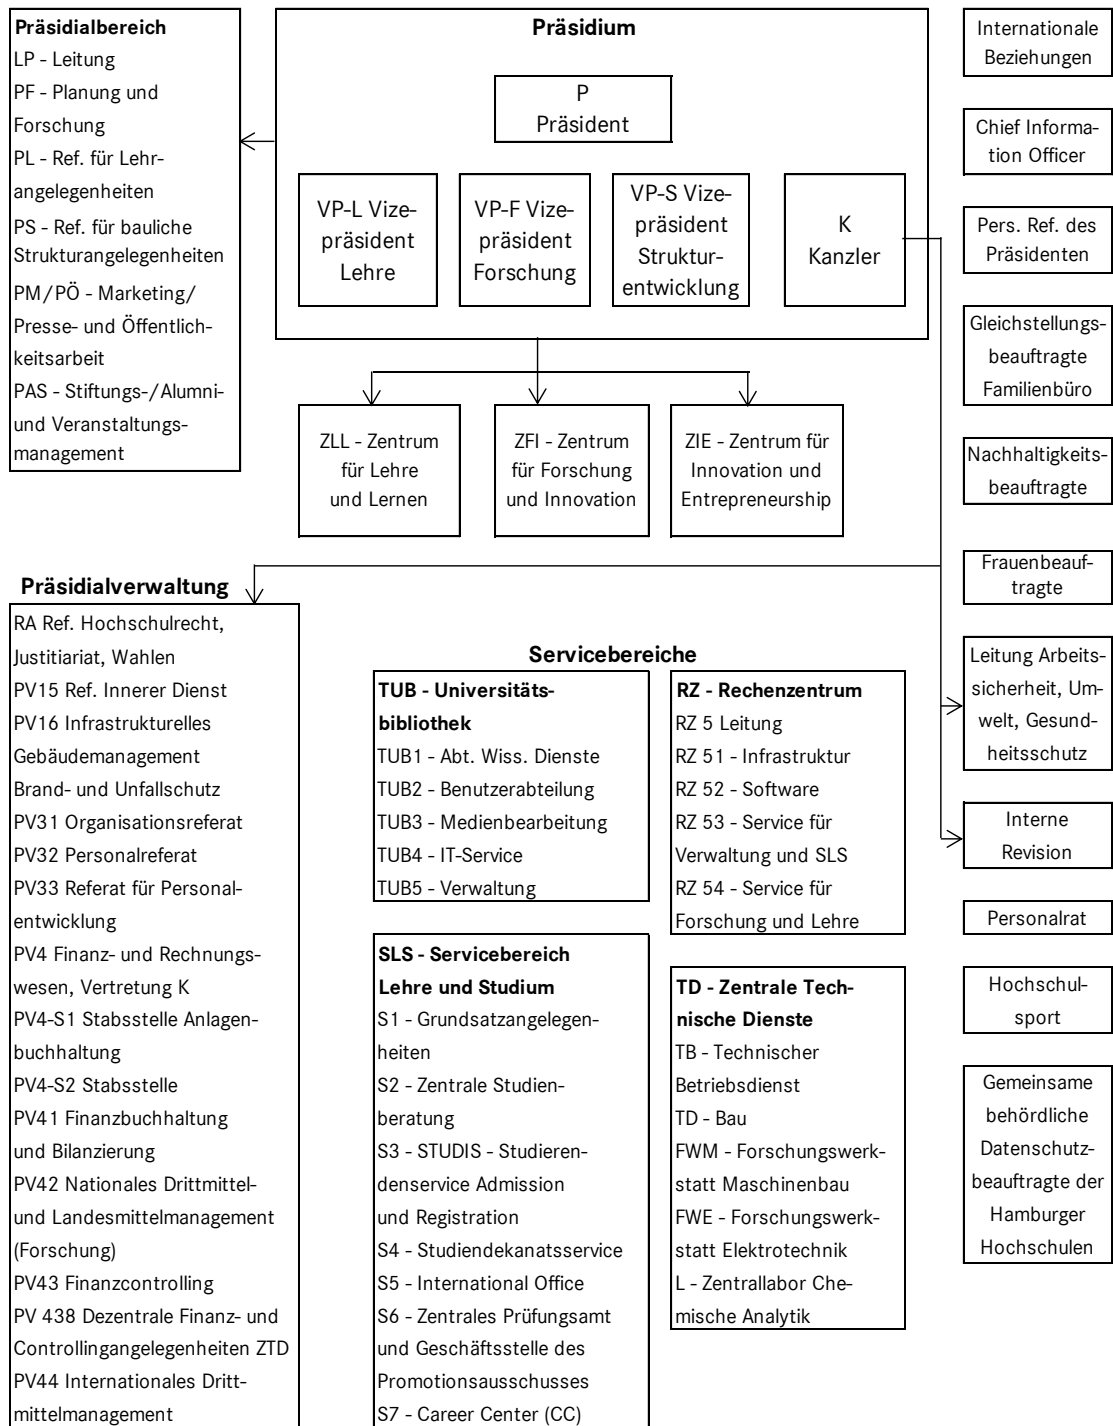 Präsidialbereich
LP - Leitung
PF - Planung und
Forschung
PL - Ref. für Lehr-
angelegenheiten
PS - Ref. für bauliche
Strukturangelegenheiten
PM/PÖ - Marketing/
Presse- und Öffentlich-
keitsarbeit
PAS - Stiftungs-/Alumni-
und Veranstaltungs-
management
Präsidium
P
Präsident
VP-L Vize-
präsident
Lehre
VP-F Vize-
präsident
Forschung
VP-S Vize-
präsident
Struktur-
entwicklung
K
Kanzler
ZLL - Zentrum
für Lehre
und Lernen
ZFI - Zentrum
für Forschung
und Innovation
ZIE - Zentrum für
Innovation und
Entrepreneurship
Internationale
Beziehungen
Chief Informa-
tion Officer
Pers. Ref. des
Präsidenten
Gleichstellungs-
beauftragte
Familienbüro
Nachhaltigkeits-
beauftragte
Frauenbeauf-
tragte
Leitung Arbeits-
sicherheit, Um-
welt, Gesund-
heitsschutz
Interne
Revision
Personalrat
Hochschul-
sport
Gemeinsame
behördliche
Datenschutz-
beauftragte der
Hamburger
Hochschulen
Präsidialverwaltung
RA Ref. Hochschulrecht,
Justitiariat, Wahlen
PV15 Ref. Innerer Dienst
PV16 Infrastrukturelles
Gebäudemanagement
Brand- und Unfallschutz
PV31 Organisationsreferat
PV32 Personalreferat
PV33 Referat für Personal-
entwicklung
PV4 Finanz- und Rechnungs-
wesen, Vertretung K
PV4-S1 Stabsstelle Anlagen-
buchhaltung
PV4-S2 Stabsstelle
PV41 Finanzbuchhaltung
und Bilanzierung
PV42 Nationales Drittmittel-
und Landesmittelmanagement
(Forschung)
PV43 Finanzcontrolling
PV 438 Dezentrale Finanz- und
Controllingangelegenheiten ZTD
PV44 Internationales Dritt-
mittelmanagement
Servicebereiche
TUB - Universitäts-
bibliothek
TUB1 - Abt. Wiss. Dienste
TUB2 - Benutzerabteilung
TUB3 - Medienbearbeitung
TUB4 - IT-Service
TUB5 - Verwaltung
SLS - Servicebereich
Lehre und Studium
S1 - Grundsatzangelegen-
heiten
S2 - Zentrale Studien-
beratung
S3 - STUDIS - Studieren-
denservice Admission
und Registration
S4 - Studiendekanatsservice
S5 - International Office
S6 - Zentrales Prüfungsamt
und Geschäftsstelle des
Promotionsausschusses
S7 - Career Center (CC)
RZ - Rechenzentrum
RZ 5 Leitung
RZ 51 - Infrastruktur
RZ 52 - Software
RZ 53 - Service für
Verwaltung und SLS
RZ 54 - Service für
Forschung und Lehre
TD - Zentrale Tech-
nische Dienste
TB - Technischer
Betriebsdienst
TD - Bau
FWM - Forschungswerk-
statt Maschinenbau
FWE - Forschungswerk-
statt Elektrotechnik
L - Zentrallabor Che-
mische Analytik